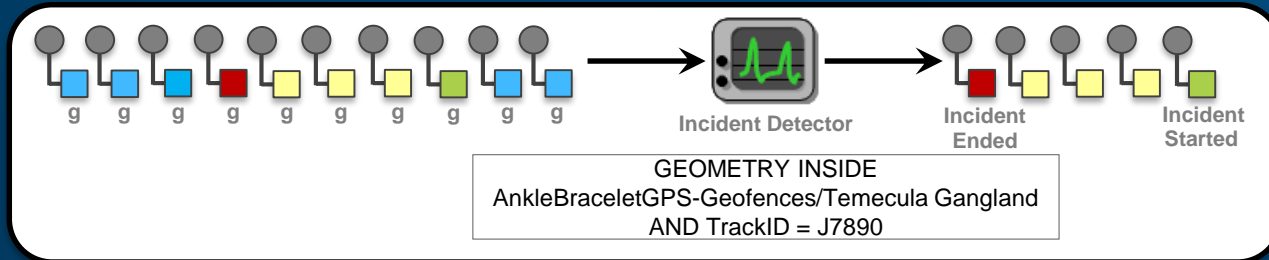 g g g g g g g g g g
Incident Detector
Incident
Ended
Incident
Started
GEOMETRY INSIDE
AnkleBraceletGPS-Geofences/Temecula Gangland
AND TrackID = J7890